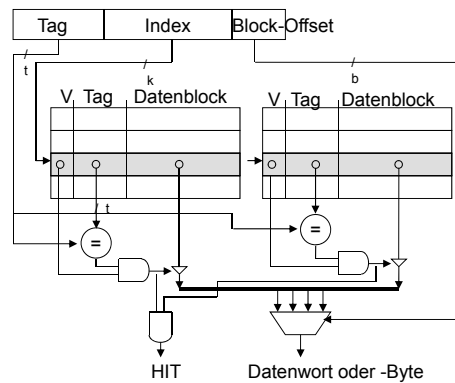 Tag Index Block-Offset
t k b
V Tag Datenblock V Tag Datenblock
t
= =
HIT Datenwort oder -Byte